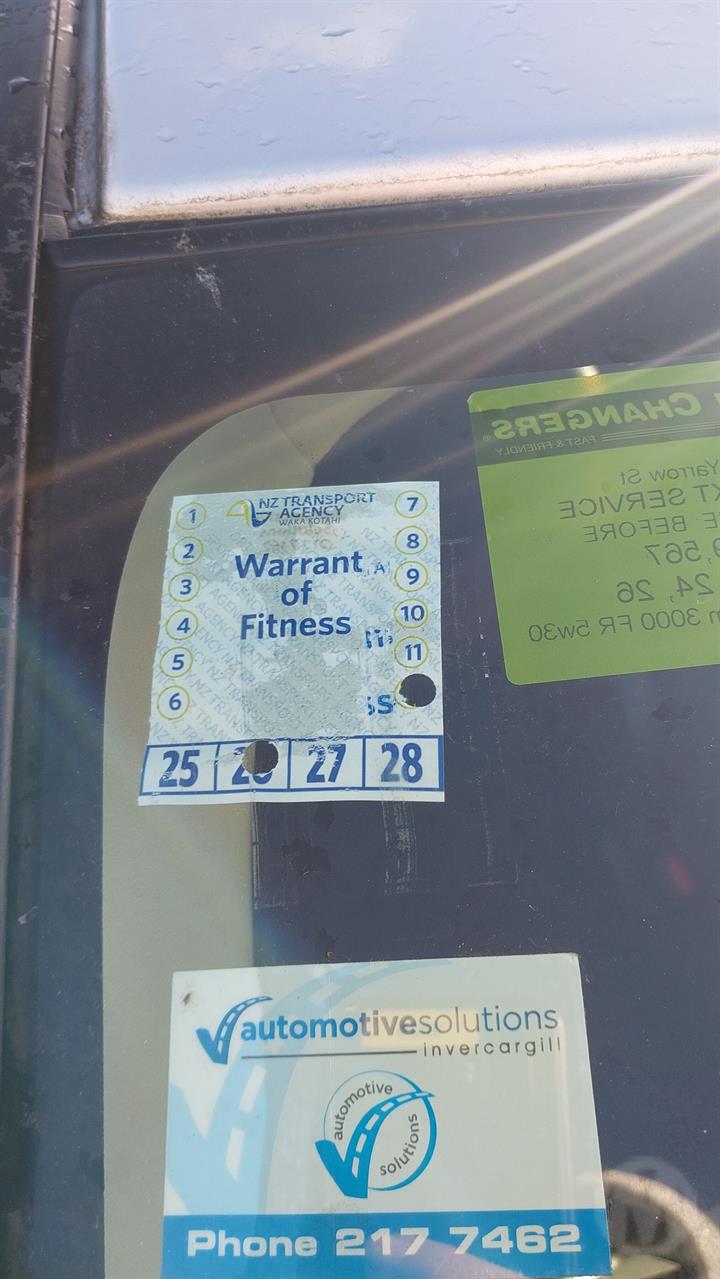 NZ TRANSPORT
AGENCY
WAKA KOTAHI
Warrant
of
Fitness
1
2
3
4
5
6
7
8
9
10
11
25 26 27 28
CHANGERS
FAST & FRIENDLY
Yarrow St
SERVICE
BEFORE
,567
24, 26
3000 FR 5w30
automotivesolutions
invercargill
automotive
solutions
Phone 217 7462